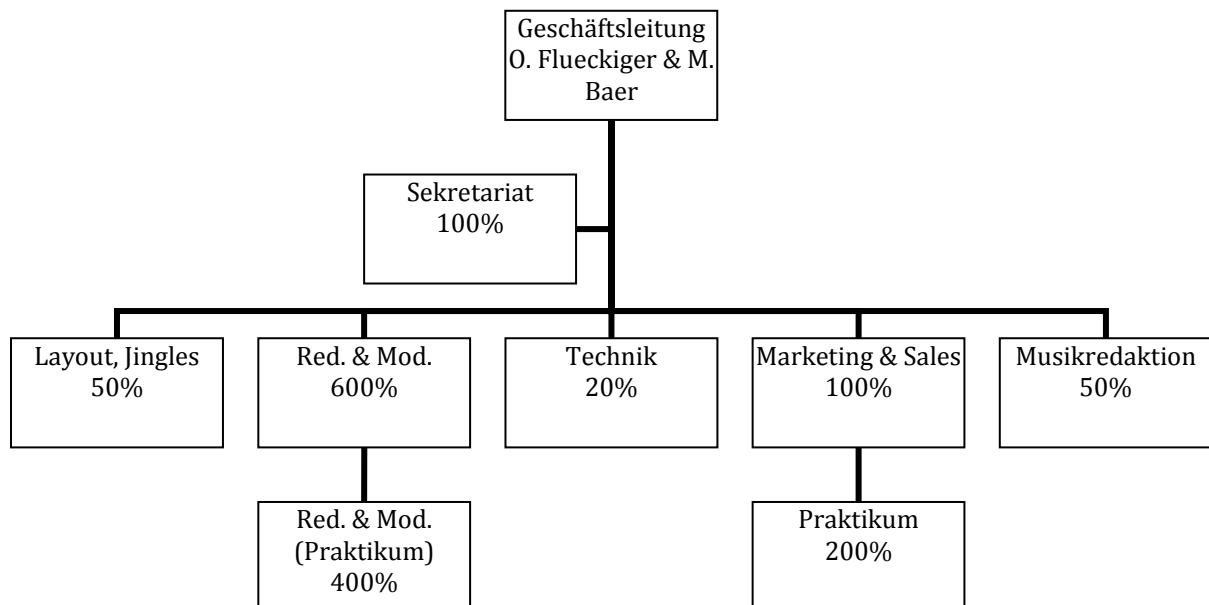 Geschäftsleitung
O. Flueckiger & M.
Baer
Sekretariat
100%
Layout, Jingles
50%
Red. & Mod.
600%
Technik
20%
Marketing & Sales
100%
Musikredaktion
50%
Red. & Mod.
(Praktikum)
400%
Praktikum
200%